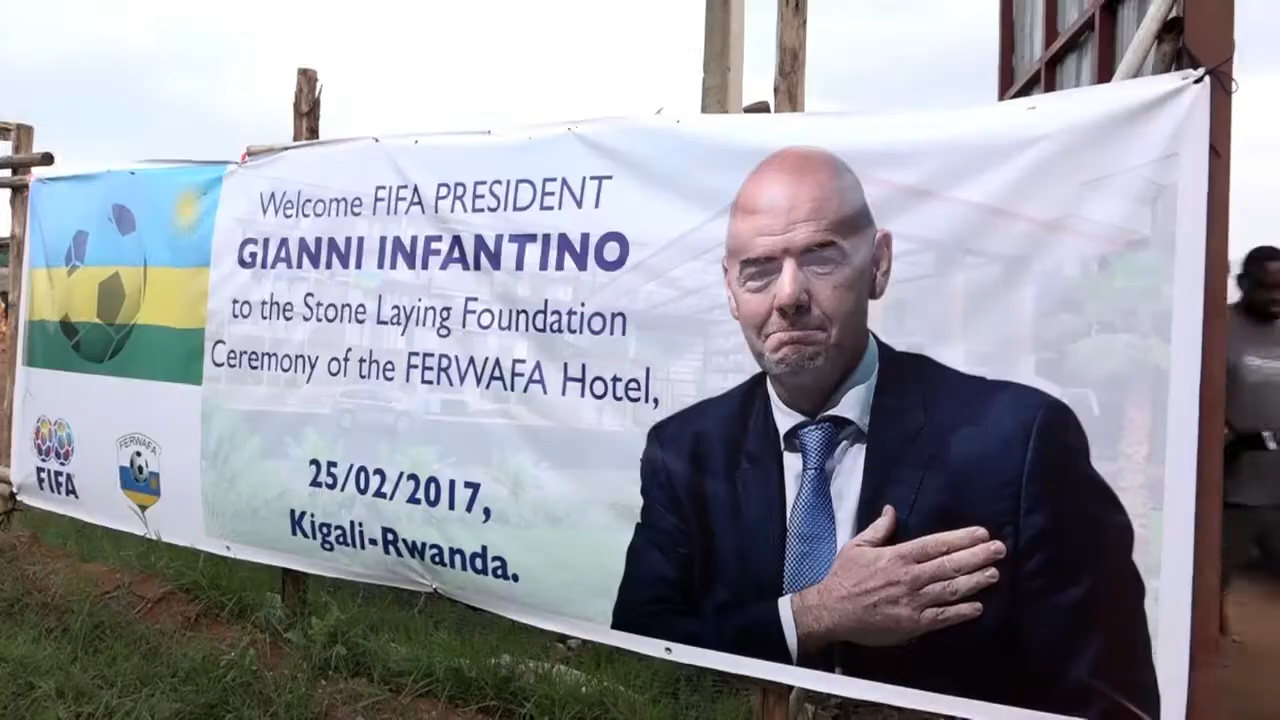 Welcome FIFA PRESIDENT
GIANNI INFANTINO
to the Stone Laying Foundation
Ceremony of the FERWAFA Hotel,
25/02/2017,
Kigali-Rwanda.
FIFA
FERWAFA